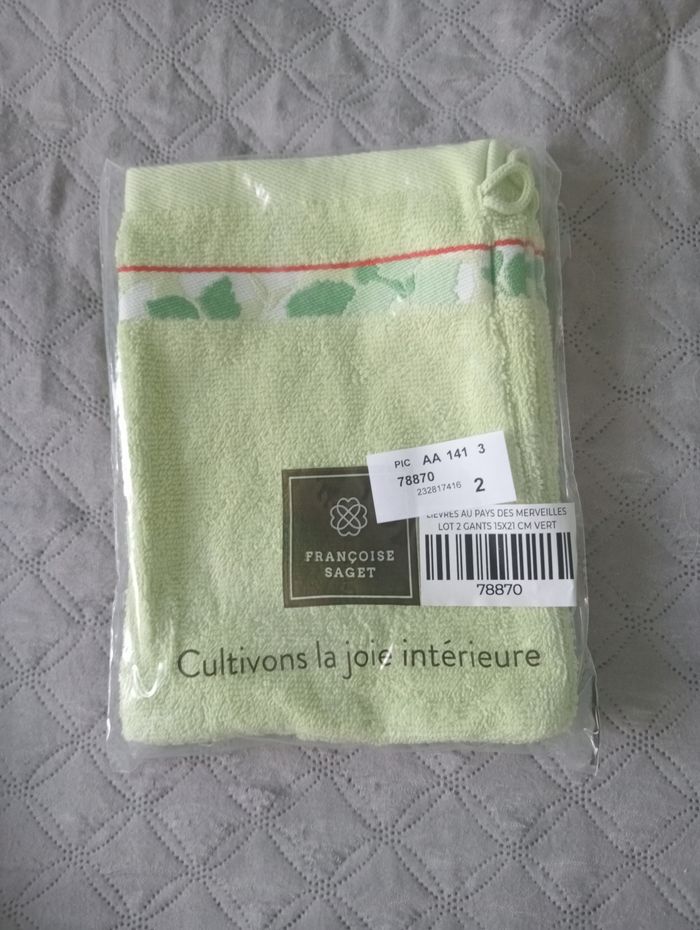 PIC AA 141 3
78870
232817416 2
LIÈVRES AU PAYS DES MERVEILLES
LOT 2 GANTS 15X21 CM VERT
78870
FRANÇOISE
SAGET
Cultivons la joie intérieure